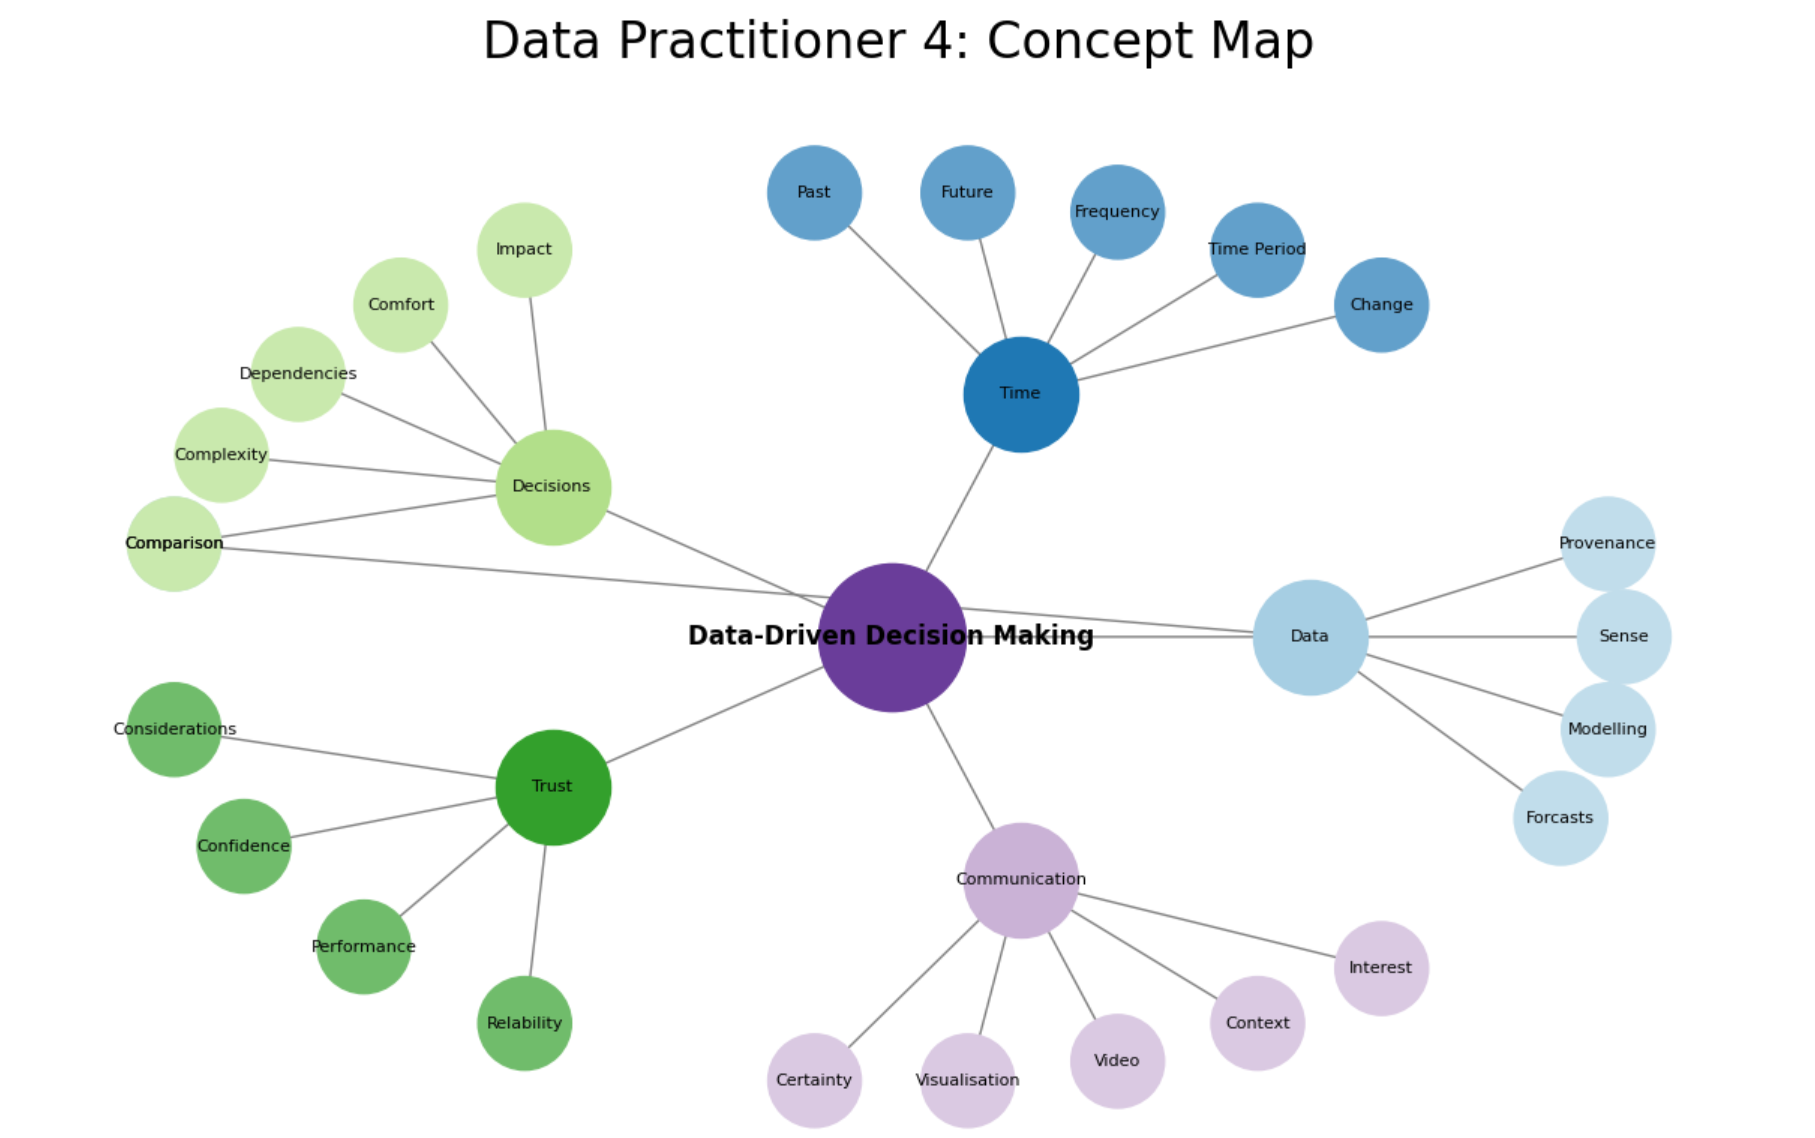 Data Practitioner 4: Concept Map
Past
Future
Frequency
Time Period
Change
Time
Impact
Comfort
Dependencies
Complexity
Comparison
Decisions
Data-Driven Decision Making
Data
Provenance
Sense
Modelling
Forcasts
Considerations
Confidence
Performance
Relability
Trust
Communication
Certainty
Visualisation
Video
Context
Interest